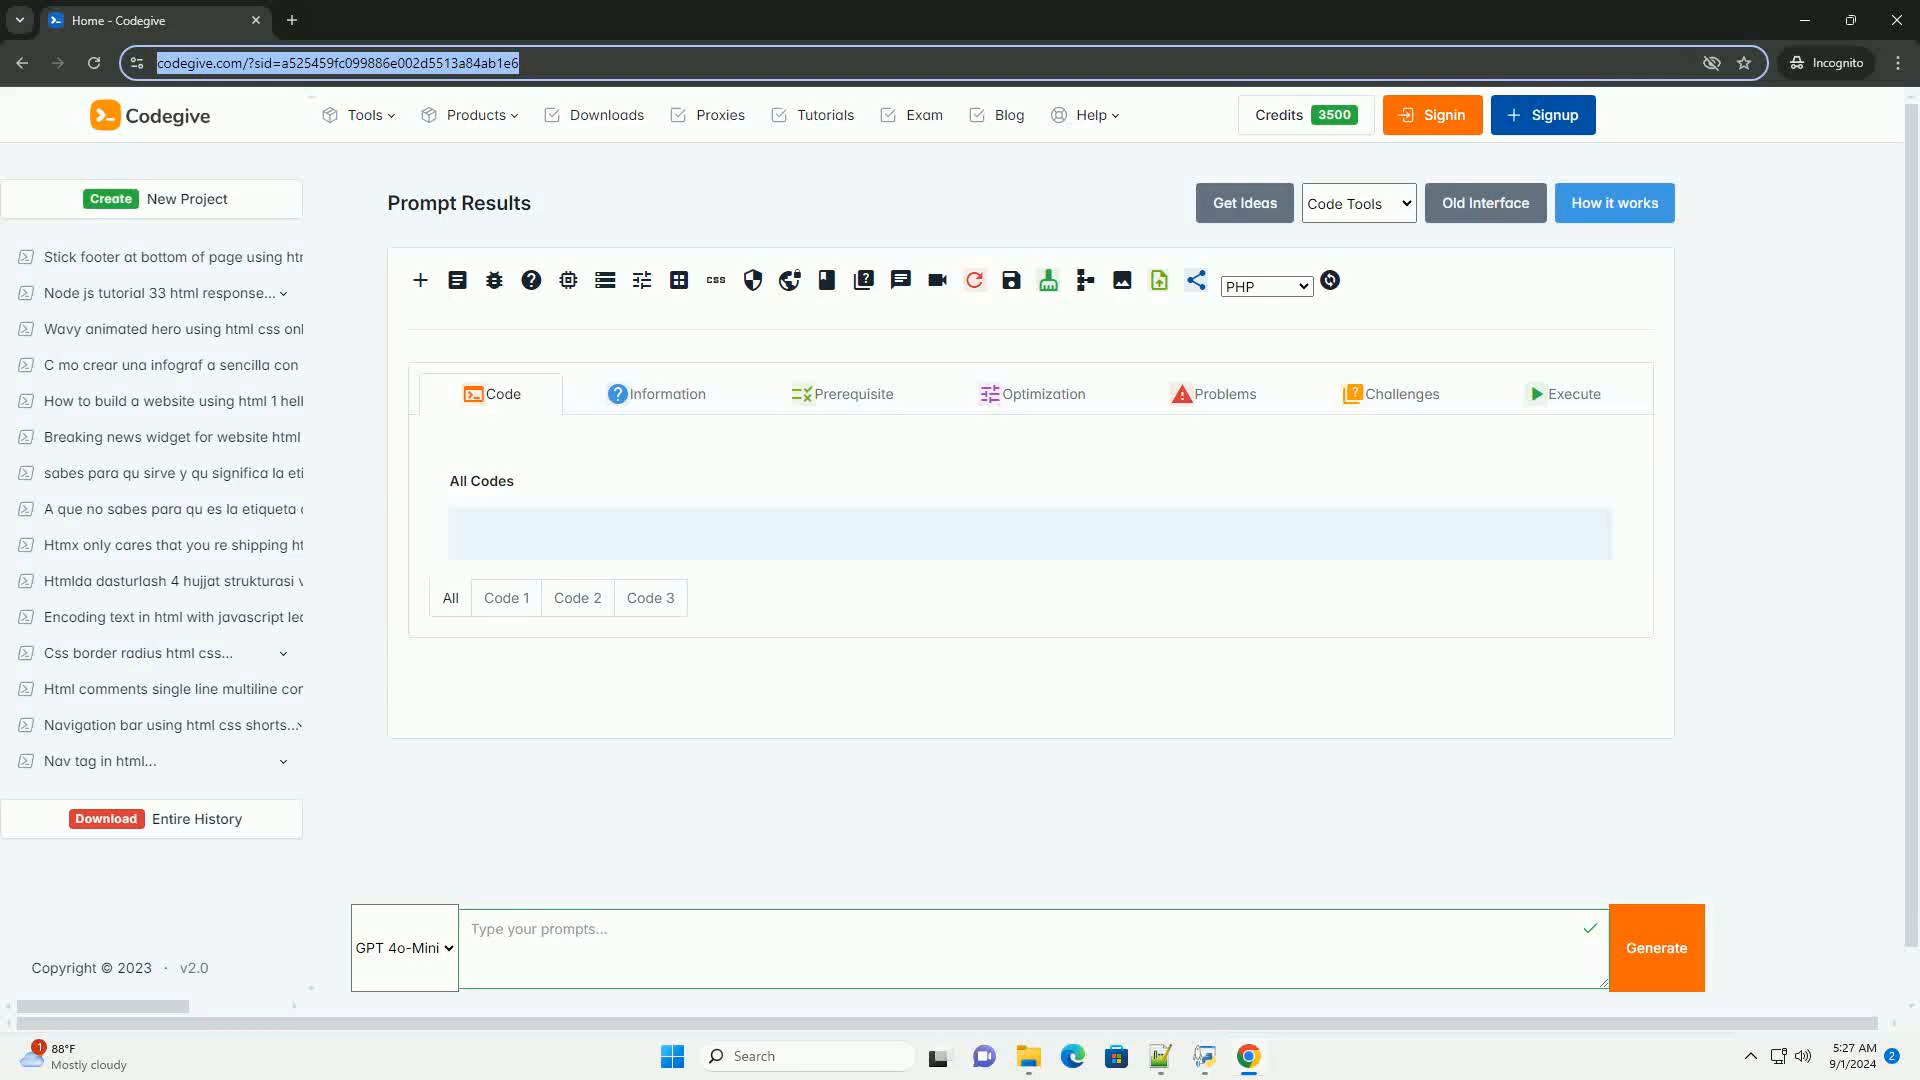 Home - Codegive
codegive.com/?sid=a525459fc099886e002d5513a84ab1e6
Incognito
Codegive
Tools
Products
Downloads
Proxies
Tutorials
Exam
Blog
Help
Credits 3500
Signin
Signup
Create New Project
Prompt Results
Get Ideas
Code Tools
Old Interface
How it works
Stick footer at bottom of page using htm
Node js tutorial 33 html response...
Wavy animated hero using html css onl
C mo crear una infograf a sencilla con
How to build a website using html 1 hell
Breaking news widget for website html
sabes para qu sirve y qu significa la eti
A que no sabes para qu es la etiqueta
Htmx only cares that you re shipping ht
Htmlda dasturlash 4 hujjat strukturasi v
Encoding text in html with javascript lea
Css border radius html css...
Html comments single line multiline con
Navigation bar using html css shorts...
Nav tag in html...
Download Entire History
css
PHP
Code
Information
Prerequisite
Optimization
Problems
Challenges
Execute
All Codes
All
Code 1
Code 2
Code 3
GPT 4o-Mini
Type your prompts...
Generate
Copyright © 2023 · v2.0
1
88°F
Mostly cloudy
Search
5:27 AM
9/1/2024
2